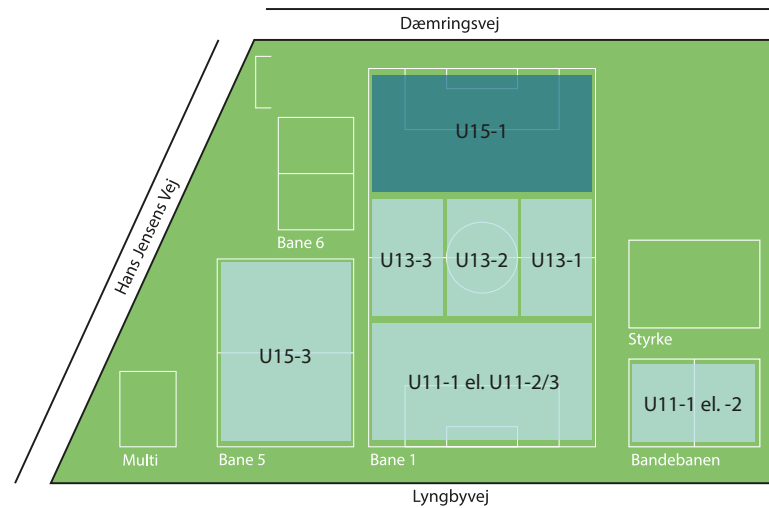 Dæmringsvej
Hans Jensens Vej
U15-1
Bane 6
U13-3
U13-2
U13-1
U15-3
U11-1 el. U11-2/3
Styrke
U11-1 el. -2
Multi
Bane 5
Bane 1
Bandebanen
Lyngbyvej